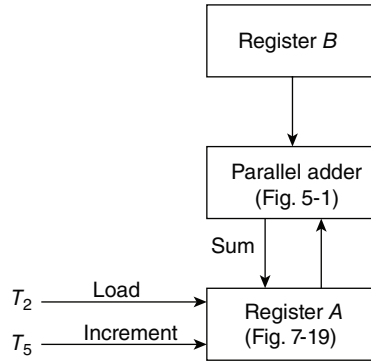 Register B
Parallel adder
(Fig. 5-1)
Sum
T2
Load
Register A
(Fig. 7-19)
T5
Increment